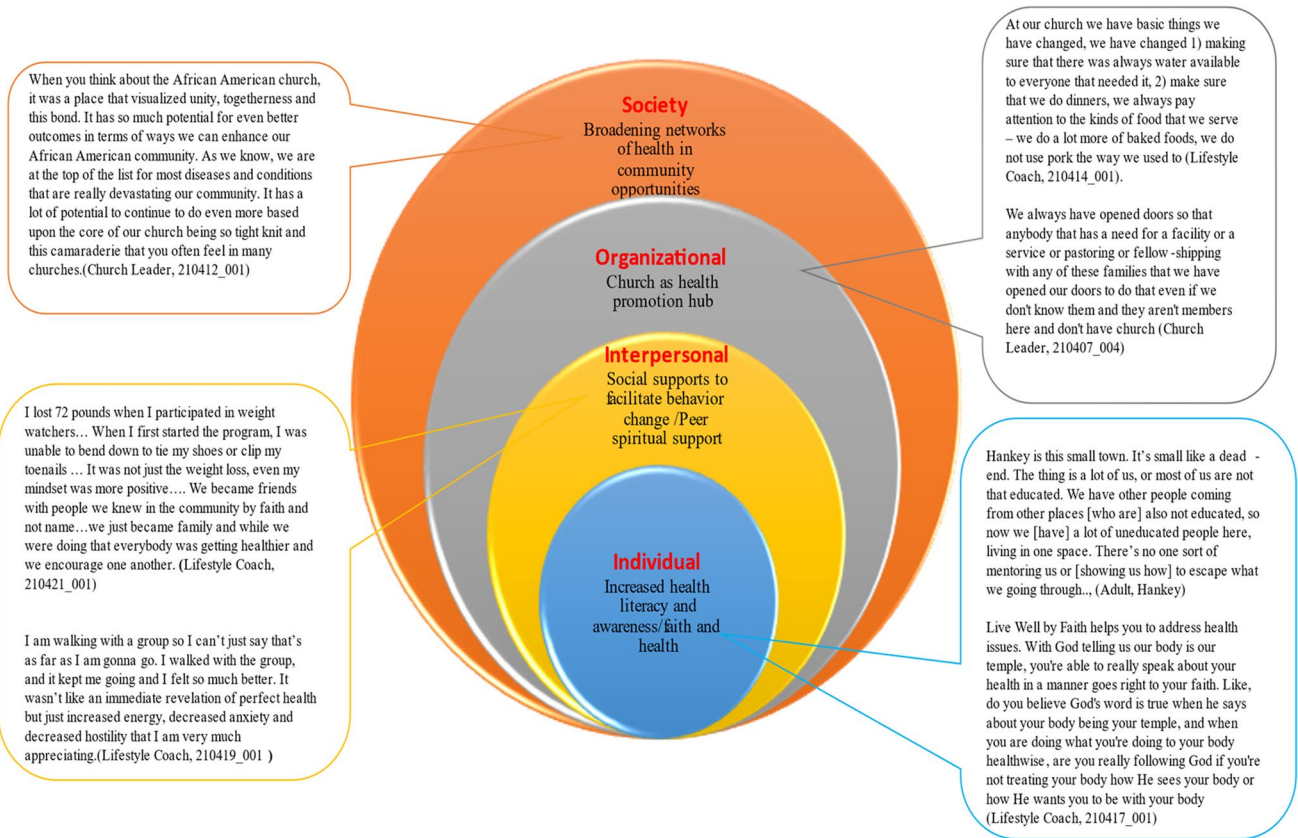 When you think about the African American church,
it was a place that visualized unity, togetherness and
this bond. It has so much potential for even better
outcomes in terms of ways we can enhance our
African American community. As we know, we are
at the top of the list for most diseases and conditions
that are really devastating our community. It has a
lot of potential to continue to do even more based
upon the core of our church being so tight knit and
this camaraderie that you often feel in many
churches.(Church Leader, 210412_001)
I lost 72 pounds when I participated in weight
watchers… When I first started the program, I was
unable to bend down to tie my shoes or clip my
toenails … It was not just the weight loss, even my
mindset was more positive…. We became friends
with people we knew in the community by faith and
not name…we just became family and while we
were doing that everybody was getting healthier and
we encourage one another. (Lifestyle Coach,
210421_001)
I am walking with a group so I can’t just say that’s
as far as I am gonna go. I walked with the group,
and it kept me going and I felt so much better. It
wasn’t like an immediate revelation of perfect health
but just increased energy, decreased anxiety and
decreased hostility that I am very much
appreciating.(Lifestyle Coach, 210419_001 )
Society
Broadening networks
of health in
community
opportunities
Organizational
Church as health
promotion hub
Interpersonal
Social supports to
facilitate behavior
change /Peer
spiritual support
Individual
Increased health
literacy and
awareness/faith and
health
At our church we have basic things we
have changed, we have changed 1) making
sure that there was always water available
to everyone that needed it, 2) make sure
that we do dinners, we always pay
attention to the kinds of food that we serve
– we do a lot more of baked foods, we do
not use pork the way we used to (Lifestyle
Coach, 210414_001).
We always have opened doors so that
anybody that has a need for a facility or a
service or pastoring or fellow -shipping
with any of these families that we have
opened our doors to do that even if we
don't know them and they aren't members
here and don't have church (Church
Leader, 210407_004)
Hankey is this small town. It’s small like a dead -
end. The thing is a lot of us, or most of us are not
that educated. We have other people coming
from other places [who are] also not educated, so
now we [have] a lot of uneducated people here,
living in one space. There’s no one sort of
mentoring us or [showing us how] to escape what
we going through.., (Adult, Hankey)
Live Well by Faith helps you to address health
issues. With God telling us our body is our
temple, you're able to really speak about your
health in a manner goes right to your faith. Like,
do you believe God's word is true when he says
about your body being your temple, and when
you are doing what you're doing to your body
healthwise, are you really following God if you're
not treating your body how He sees your body or
how He wants you to be with your body
(Lifestyle Coach, 210417_001)